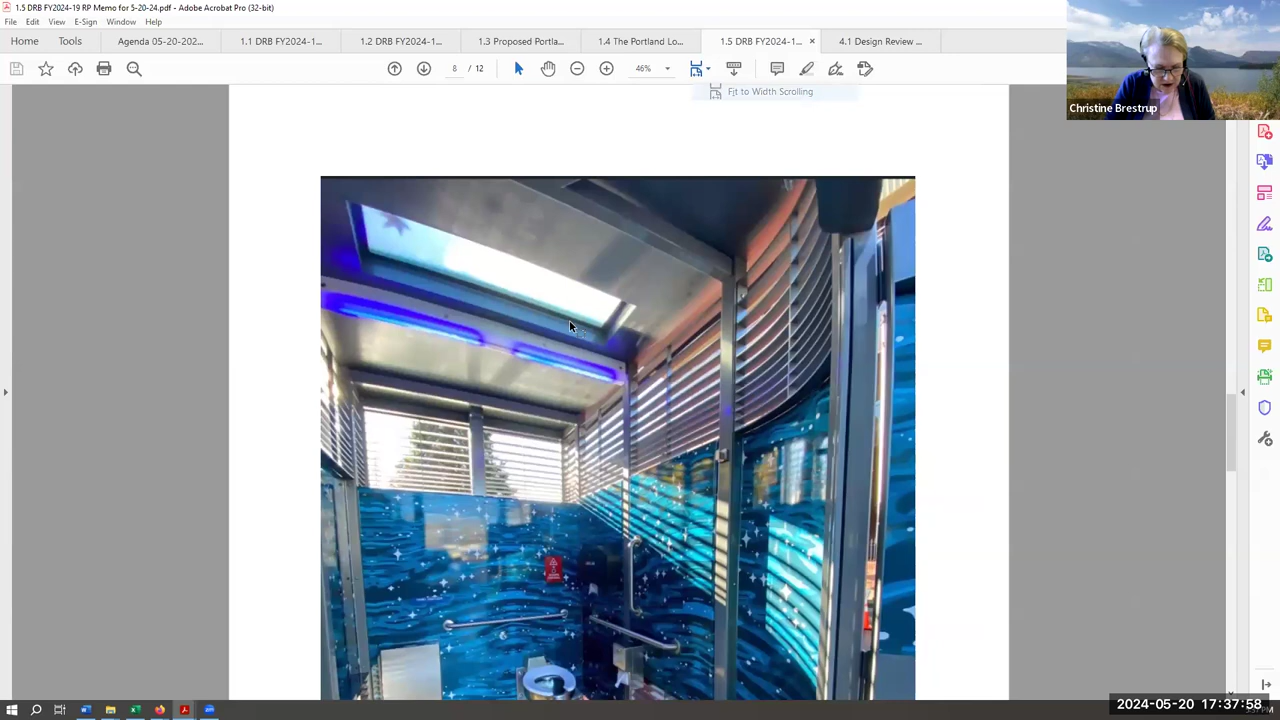 1.5 DRB FY2024-19 RP Memo for 5-20-24.pdf - Adobe Acrobat Pro (32-bit)
File Edit View E-Sign Window Help
Home Tools Agenda 05-20-202... 1.1 DRB FY2024-1... 1.2 DRB FY2024-1... 1.3 Proposed Portla... 1.4 The Portland Lo... 1.5 DRB FY2024-1... × 4.1 Design Review ...
8 / 12 46%
Fit to Width Scrolling
Christine Brestrup
2024-05-20 17:37:58